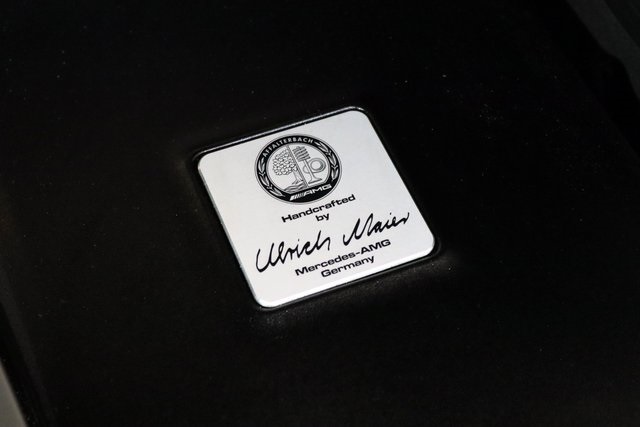 AFFALTERBACH
AMG
Handcrafted
by
Ulrich Maier
Mercedes-AMG
Germany